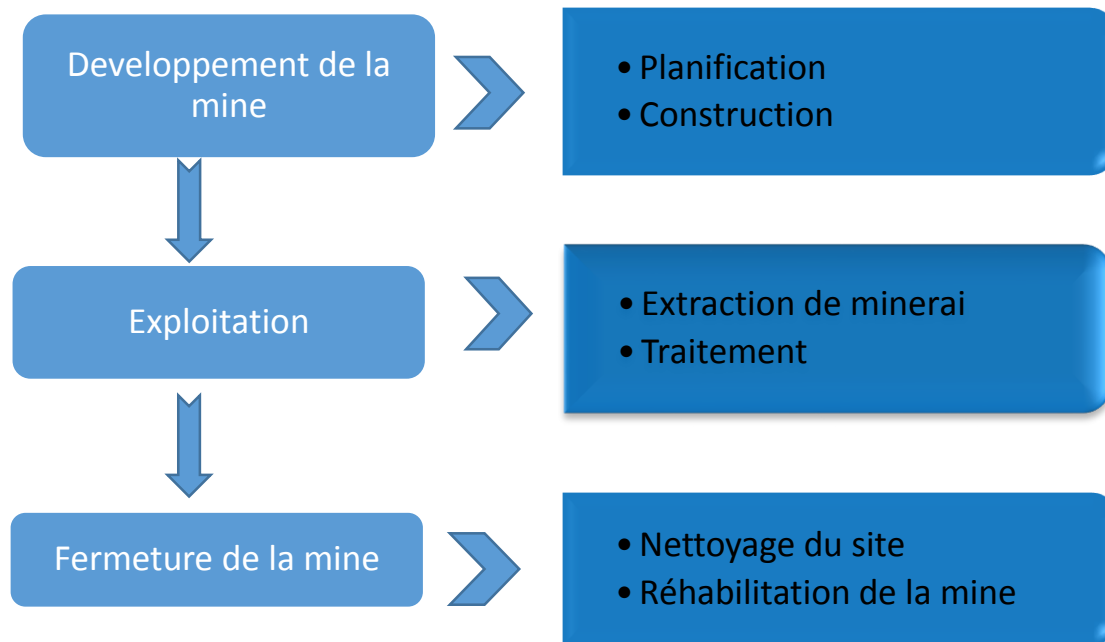 Developpement de la
mine
• Planification
• Construction
Exploitation
• Extraction de minerai
• Traitement
Fermeture de la mine
• Nettoyage du site
• Réhabilitation de la mine